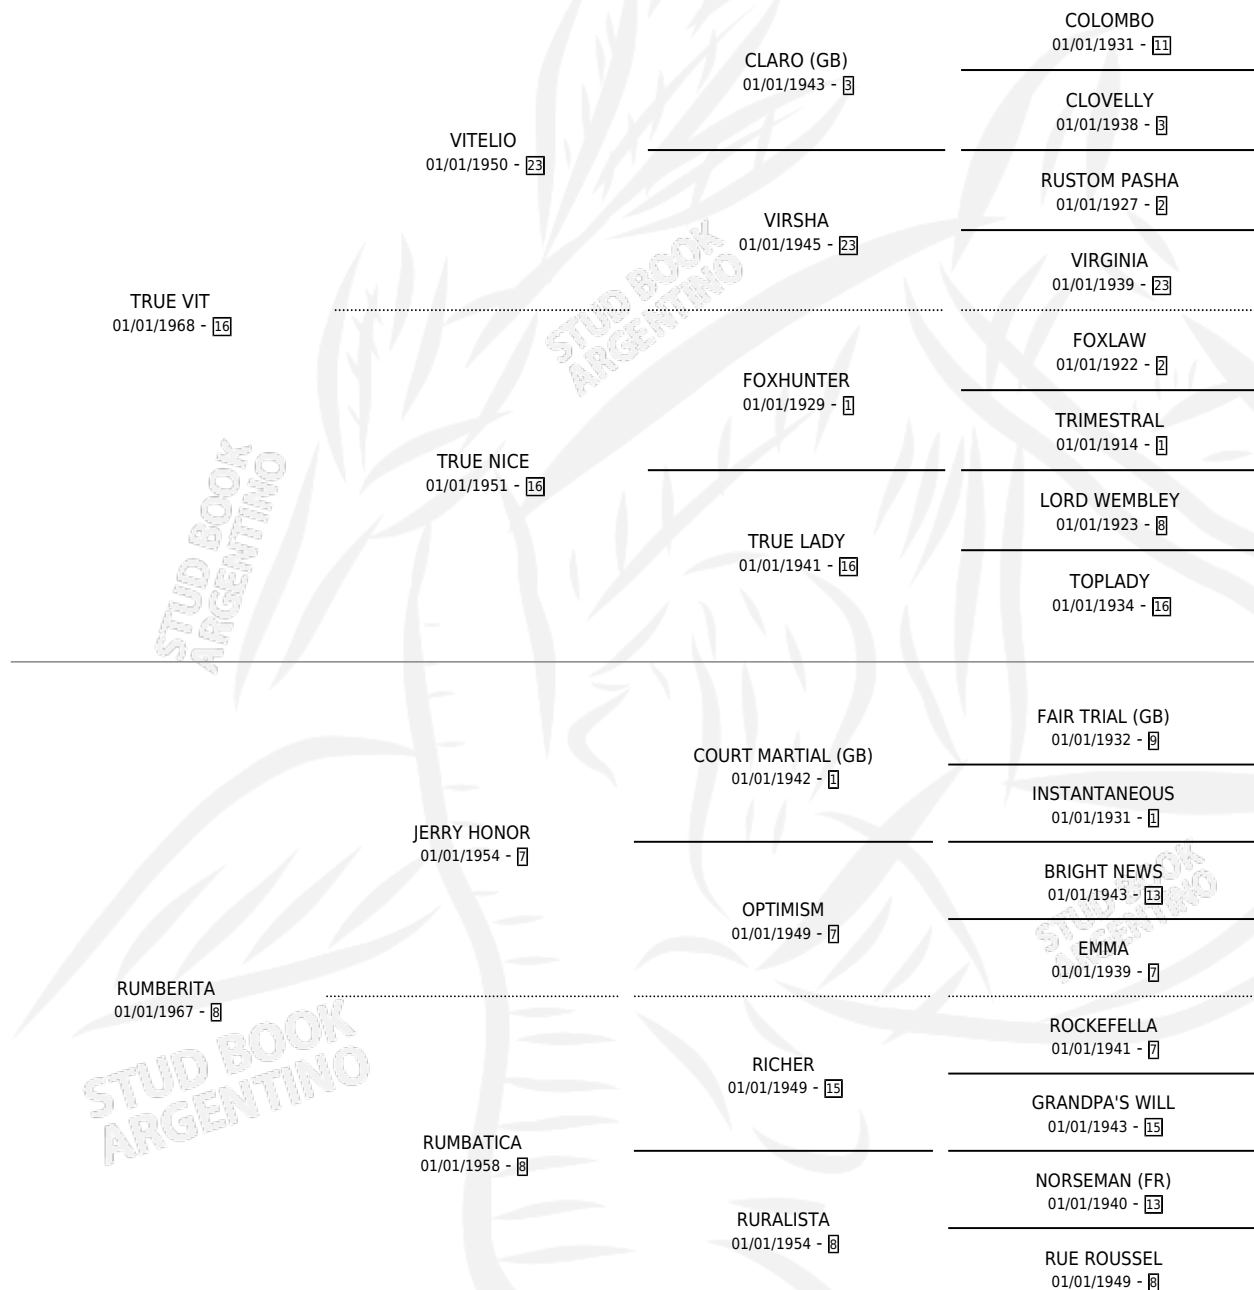 COLOMBO
01/01/1931 - 11
CLARO (GB)
01/01/1943 - 3
CLOVELLY
01/01/1938 - 3
VITELIO
01/01/1950 - 23
RUSTOM PASHA
01/01/1927 - 2
VIRSHA
01/01/1945 - 23
VIRGINIA
01/01/1939 - 23
TRUE VIT
01/01/1968 - 16
FOXLAW
01/01/1922 - 2
FOXHUNTER
01/01/1929 - 1
TRIMESTRAL
01/01/1914 - 1
TRUE NICE
01/01/1951 - 16
LORD WEMBLEY
01/01/1923 - 8
TRUE LADY
01/01/1941 - 16
TOPLADY
01/01/1934 - 16
STUD BOOK
ARGENTINO
STUD BOOK
ARGENTINO
FAIR TRIAL (GB)
01/01/1932 - 9
COURT MARTIAL (GB)
01/01/1942 - 1
INSTANTANEOUS
01/01/1931 - 1
JERRY HONOR
01/01/1954 - 7
BRIGHT NEWS
01/01/1943 - 13
OPTIMISM
01/01/1949 - 7
EMMA
01/01/1939 - 7
STUD BOOK
ARGENTINO
RUMBERITA
01/01/1967 - 8
ROCKEFELLA
01/01/1941 - 7
RICHER
01/01/1949 - 15
GRANDPA'S WILL
01/01/1943 - 15
RUMBATICA
01/01/1958 - 8
NORSEMAN (FR)
01/01/1940 - 13
RURALISTA
01/01/1954 - 8
RUE ROUSSEL
01/01/1949 - 8
STUD BOOK
ARGENTINO